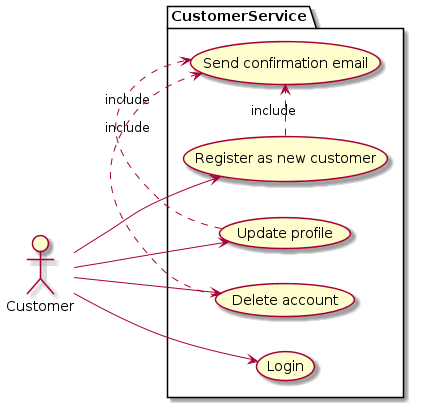 CustomerService
Send confirmation email
include
include
include
Register as new customer
Update profile
Delete account
Customer
Login